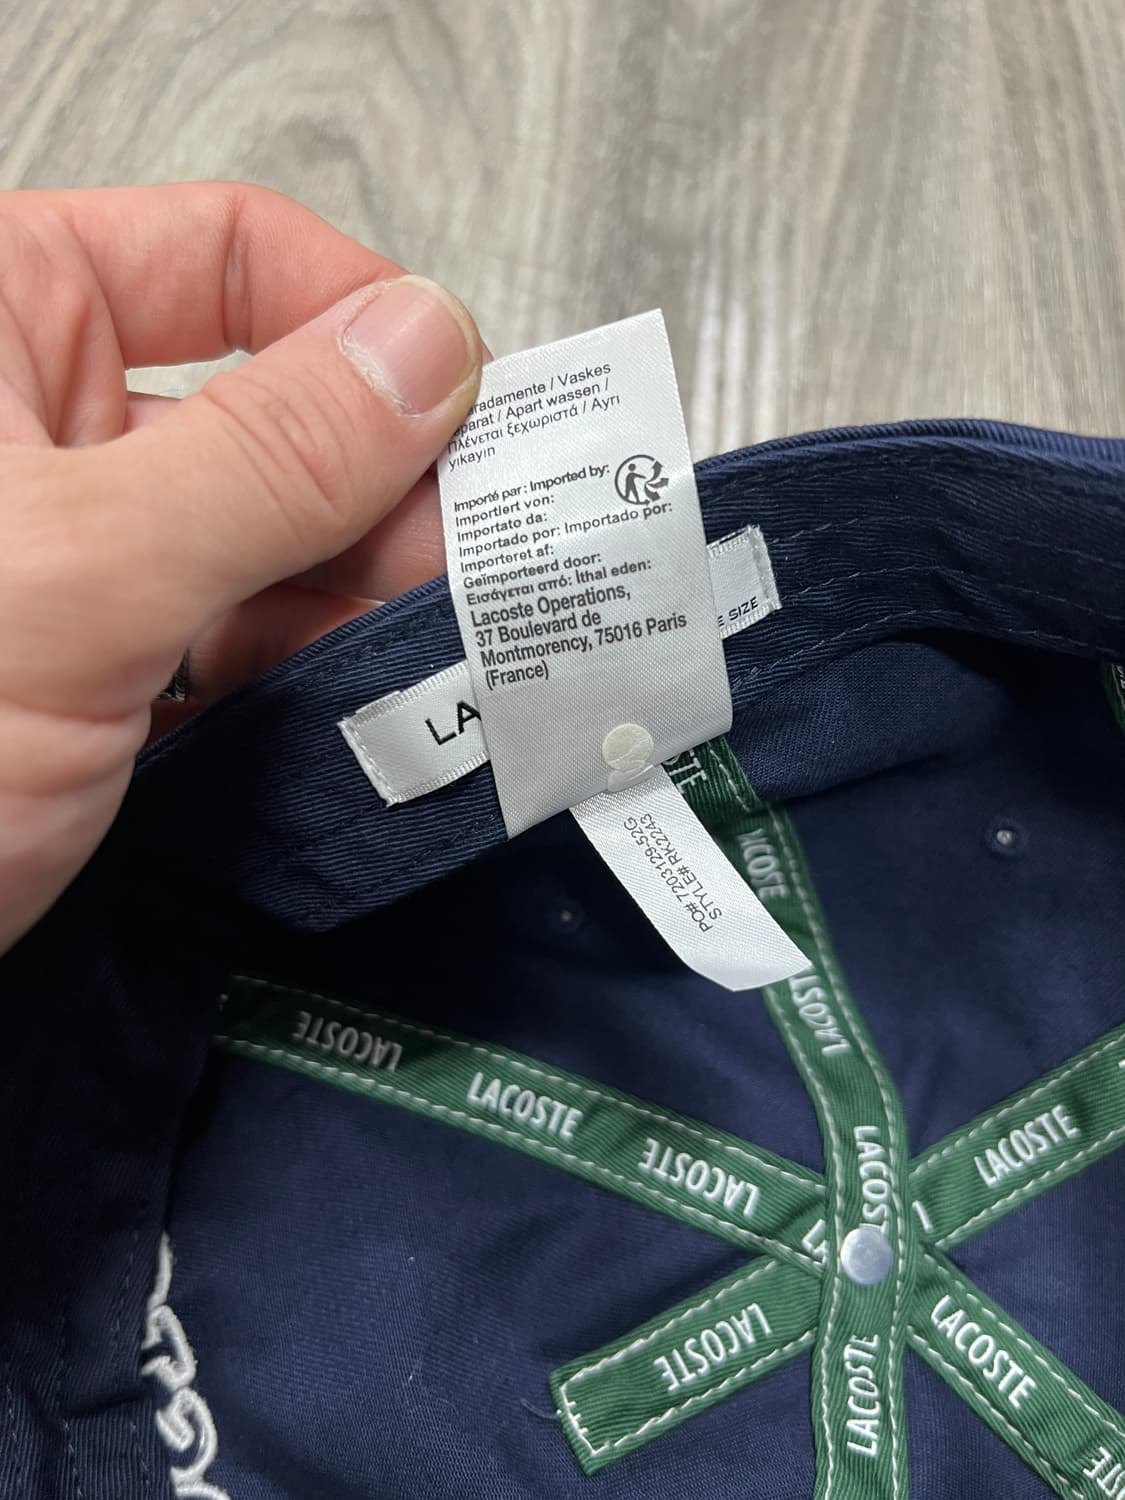 / Vaskes
/ Apart wassen /
Πλένεται ξεχωριστά / Ayrı
yıkayın
Importé par : Imported by:
Importiert von:
Importato da:
Importado por: Importado por:
Importeret af:
Geïmporteerd door:
Εισάγεται από: İthal eden:
Lacoste Operations,
37 Boulevard de
Montmorency, 75016 Paris
(France)
SIZE
LA
PO# 7203129-52G
STYLE# RK2243
LACOSTE
LACOSTE
LACOSTE
LACOSTE
LACOSTE
LACOSTE
LACOSTE
LACOSTE
LACOSTE
LACOSTE